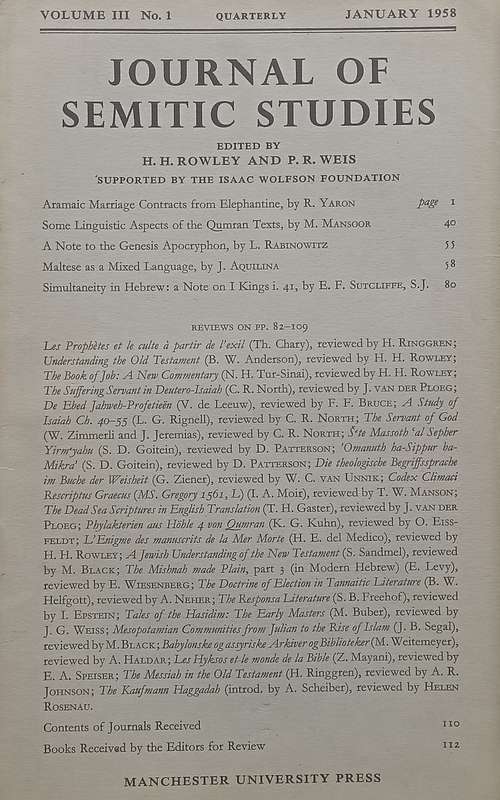 VOLUME III No. 1 QUARTERLY JANUARY 1958
JOURNAL OF
SEMITIC STUDIES
EDITED BY
H. H. ROWLEY AND P. R. WEIS
SUPPORTED BY THE ISAAC WOLFSON FOUNDATION
Aramaic Marriage Contracts from Elephantine, by R. YARON page 1
Some Linguistic Aspects of the Qumran Texts, by M. MANSOOR 40
A Note to the Genesis Apocryphon, by L. RABINOWITZ 55
Maltese as a Mixed Language, by J. AQUILINA 58
Simultaneity in Hebrew: a Note on I Kings i. 41, by E. F. SUTCLIFFE, S.J. 80
REVIEWS ON PP. 82–109
Les Prophètes et le culte à partir de l'exil (Th. Chary), reviewed by H. RINGGREN;
Understanding the Old Testament (B. W. Anderson), reviewed by H. H. ROWLEY;
The Book of Job: A New Commentary (N. H. Tur-Sinai), reviewed by H. H. ROWLEY;
The Suffering Servant in Deutero-Isaiah (C. R. North), reviewed by J. VAN DER PLOEG;
De Ebed Jahweh-Profetieën (V. de Leeuw), reviewed by F. F. BRUCE; A Study of
Isaiah Ch. 40–55 (L. G. Rignell), reviewed by C. R. NORTH; The Servant of God
(W. Zimmerli and J. Jeremias), reviewed by C. R. NORTH; Šᵉte Massoth ‘al Sepher
Yirmᵉyahu (S. D. Goitein), reviewed by D. PATTERSON; 'Omanuth ha-Sippur ba-
Mikra' (S. D. Goitein), reviewed by D. PATTERSON; Die theologische Begriffssprache
im Buche der Weisheit (G. Ziener), reviewed by W. C. VAN UNNIK; Codex Climaci
Rescriptus Graecus (MS. Gregory 1561, L) (I. A. Moir), reviewed by T. W. MANSON;
The Dead Sea Scriptures in English Translation (T. H. Gaster), reviewed by J. VAN DER
PLOEG; Phylakterien aus Höhle 4 von Qumran (K. G. Kuhn), reviewed by O. EISS-
FELDT; L'Enigme des manuscrits de la Mer Morte (H. E. del Medico), reviewed by
H. H. ROWLEY; A Jewish Understanding of the New Testament (S. Sandmel), reviewed
by M. BLACK; The Mishnah made Plain, part 3 (in Modern Hebrew) (E. Levy),
reviewed by E. WIESENBERG; The Doctrine of Election in Tannaitic Literature (B. W.
Helfgott), reviewed by A. NEHER; The Responsa Literature (S. B. Freehof), reviewed
by I. EPSTEIN; Tales of the Hasidim: The Early Masters (M. Buber), reviewed by
J. G. WEISS; Mesopotamian Communities from Julian to the Rise of Islam (J. B. Segal),
reviewed by M. BLACK; Babylonske og assyriske Arkiver og Biblioteker (M. Weitemeyer),
reviewed by A. HALDAR; Les Hyksos et le monde de la Bible (Z. Mayani), reviewed by
E. A. SPEISER; The Messiah in the Old Testament (H. Ringgren), reviewed by A. R.
JOHNSON; The Kaufmann Haggadah (introd. by A. Scheiber), reviewed by HELEN
ROSENAU.
Contents of Journals Received 110
Books Received by the Editors for Review 112
MANCHESTER UNIVERSITY PRESS